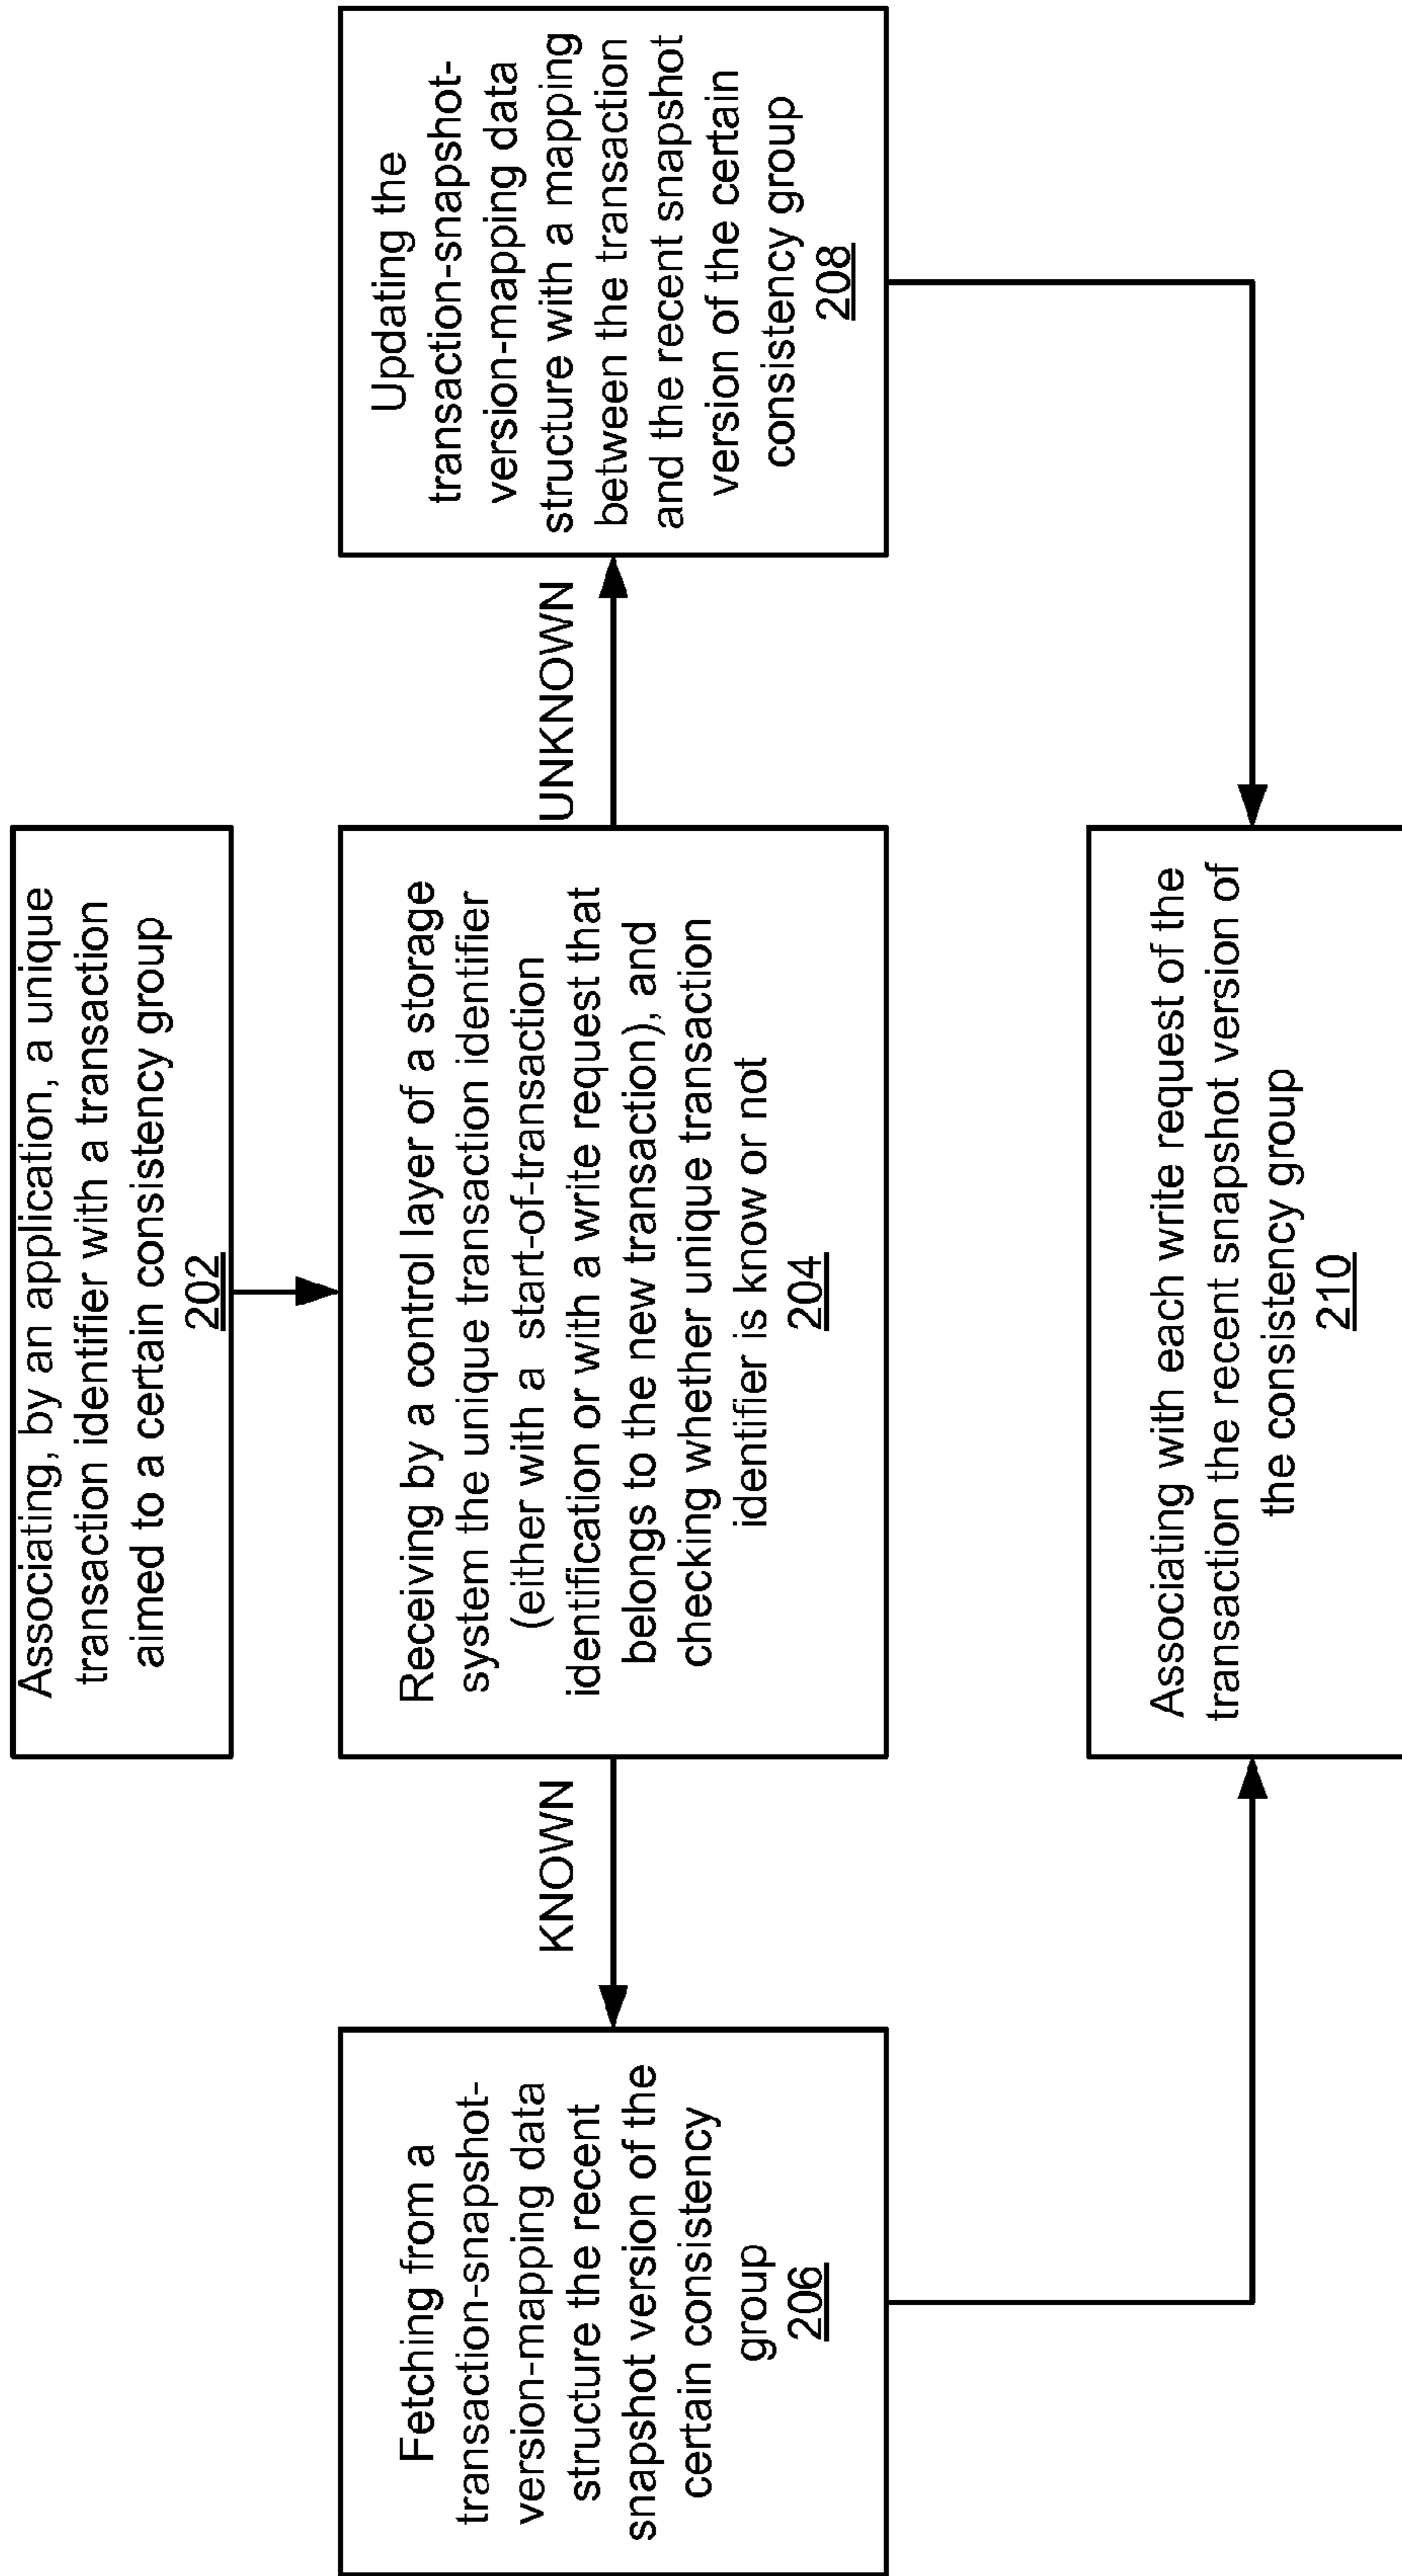 Associating, by an application, a unique
transaction identifier with a transaction
aimed to a certain consistency group
202
Receiving by a control layer of a storage
system the unique transaction identifier
(either with a start-of-transaction
identification or with a write request that
belongs to the new transaction), and
checking whether unique transaction
identifier is know or not
204
KNOWN
UNKNOWN
Fetching from a
transaction-snapshot-
version-mapping data
structure the recent
snapshot version of the
certain consistency
group
206
Updating the
transaction-snapshot-
version-mapping data
structure with a mapping
between the transaction
and the recent snapshot
version of the certain
consistency group
208
Associating with each write request of the
transaction the recent snapshot version of
the consistency group
210